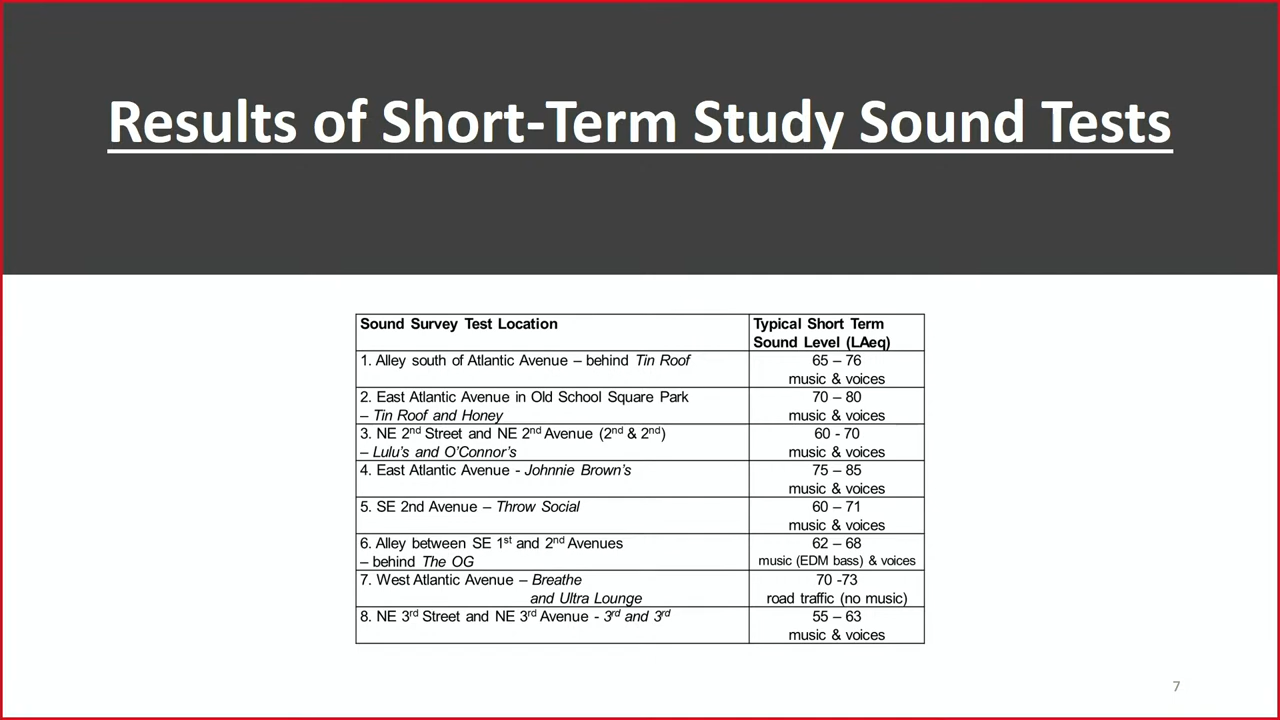 Results of Short-Term Study Sound Tests
Sound Survey Test Location
Typical Short Term
Sound Level (LAeq)
1. Alley south of Atlantic Avenue – behind Tin Roof
65 – 76
music & voices
2. East Atlantic Avenue in Old School Square Park
– Tin Roof and Honey
70 – 80
music & voices
3. NE 2nd Street and NE 2nd Avenue (2nd & 2nd)
– Lulu's and O'Connor's
60 - 70
music & voices
4. East Atlantic Avenue - Johnnie Brown's
75 – 85
music & voices
5. SE 2nd Avenue – Throw Social
60 – 71
music & voices
6. Alley between SE 1st and 2nd Avenues
– behind The OG
62 – 68
music (EDM bass) & voices
7. West Atlantic Avenue – Breathe
and Ultra Lounge
70 -73
road traffic (no music)
8. NE 3rd Street and NE 3rd Avenue - 3rd and 3rd
55 – 63
music & voices
7